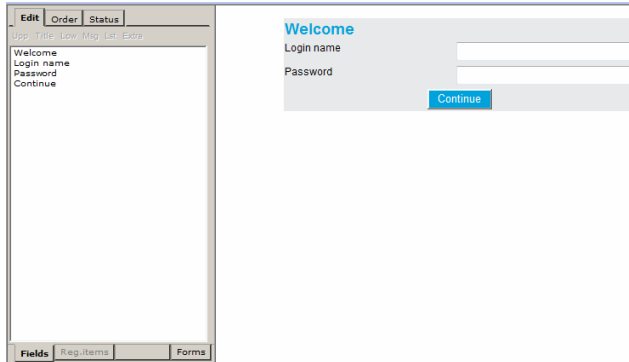 Edit Order Status
Upp Title Low Msg Lst Extra
Welcome
Login name
Password
Continue
Fields Reg.items Forms
Welcome
Login name
Password
Continue